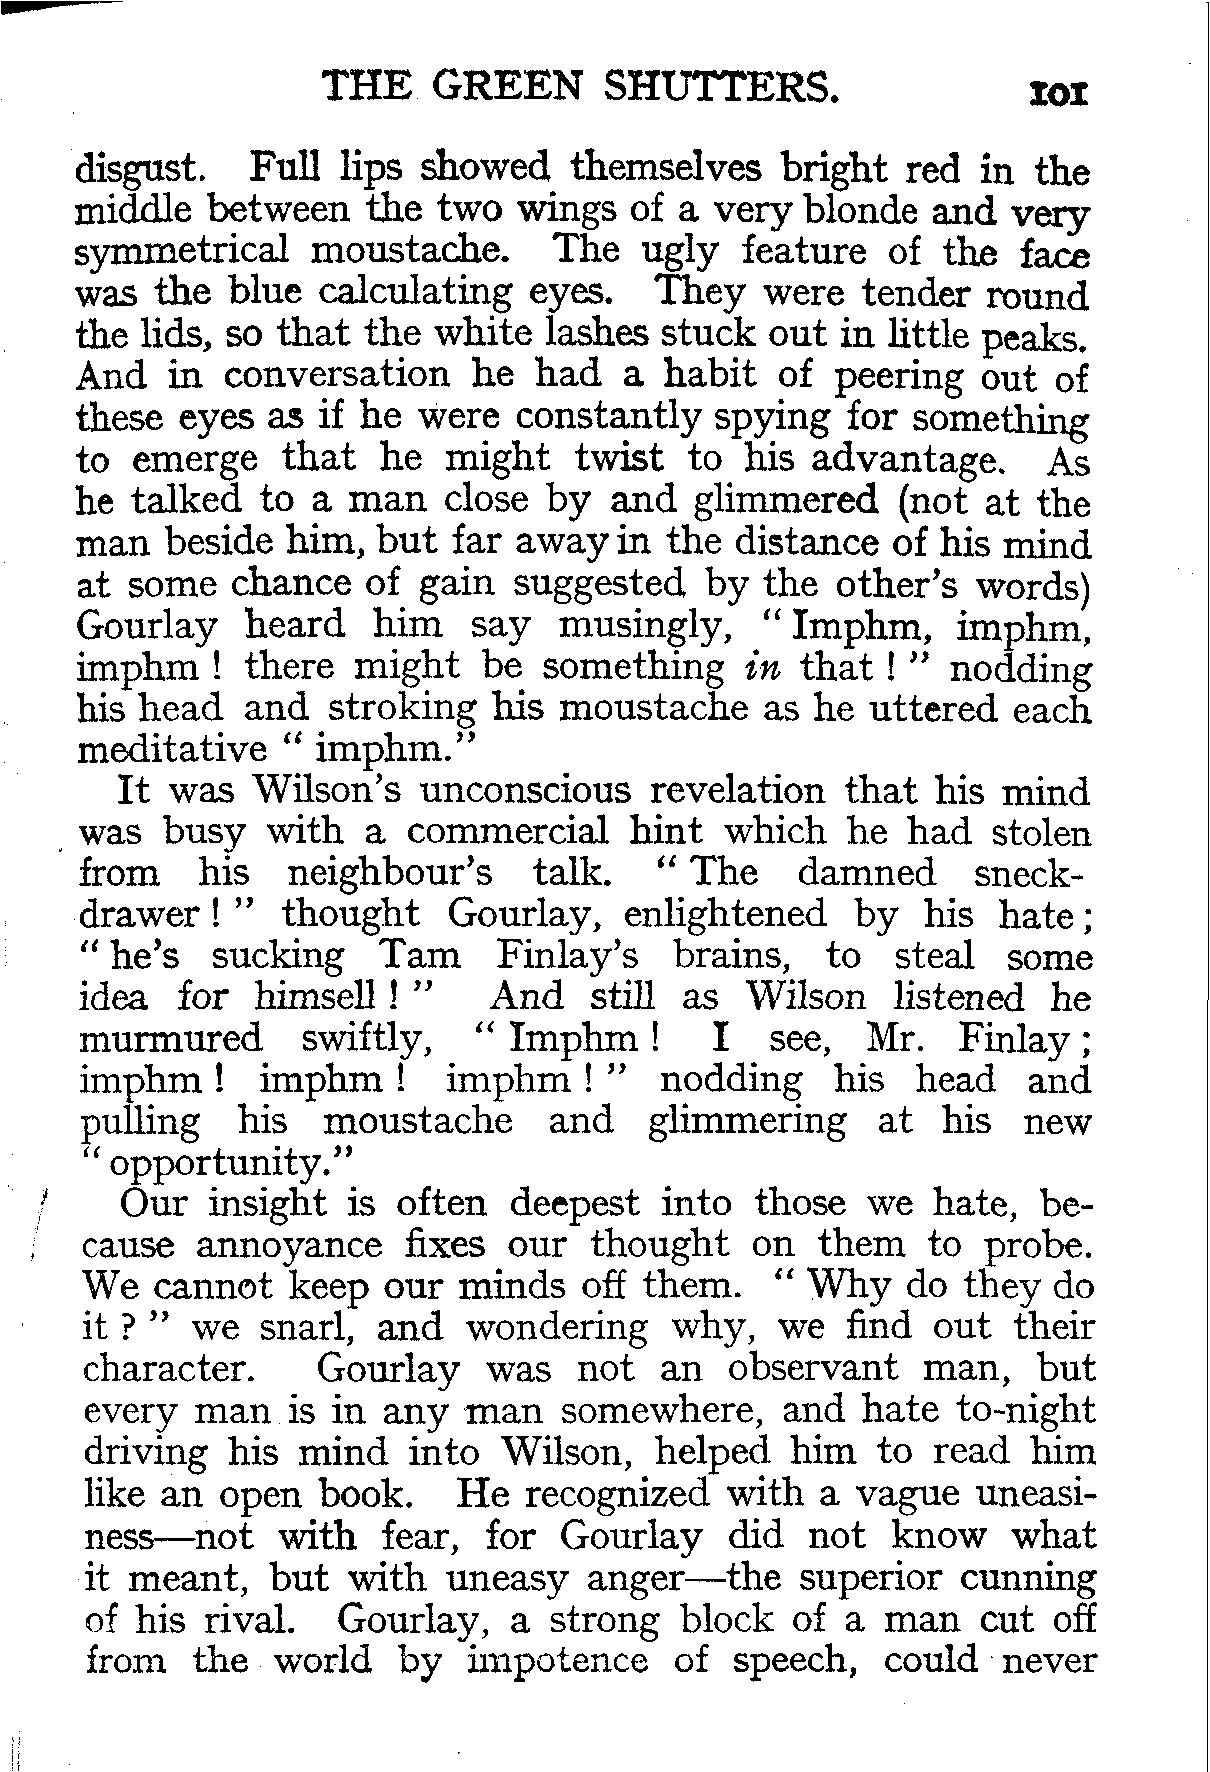 THE GREEN SHUTTERS. 101
disgust. Full lips showed themselves bright red in the
middle between the two wings of a very blonde and very
symmetrical moustache. The ugly feature of the face
was the blue calculating eyes. They were tender round
the lids, so that the white lashes stuck out in little peaks.
And in conversation he had a habit of peering out of
these eyes as if he were constantly spying for something
to emerge that he might twist to his advantage. As
he talked to a man close by and glimmered (not at the
man beside him, but far away in the distance of his mind
at some chance of gain suggested by the other's words)
Gourlay heard him say musingly, “ Imphm, imphm,
imphm ! there might be something in that ! ” nodding
his head and stroking his moustache as he uttered each
meditative “ imphm.”
It was Wilson's unconscious revelation that his mind
was busy with a commercial hint which he had stolen
from his neighbour's talk. “ The damned sneck-
drawer ! ” thought Gourlay, enlightened by his hate ;
“ he's sucking Tam Finlay's brains, to steal some
idea for himsell ! ” And still as Wilson listened he
murmured swiftly, “ Imphm ! I see, Mr. Finlay ;
imphm ! imphm ! imphm ! ” nodding his head and
pulling his moustache and glimmering at his new
“ opportunity.”
Our insight is often deepest into those we hate, be-
cause annoyance fixes our thought on them to probe.
We cannot keep our minds off them. “ Why do they do
it ? ” we snarl, and wondering why, we find out their
character. Gourlay was not an observant man, but
every man is in any man somewhere, and hate to-night
driving his mind into Wilson, helped him to read him
like an open book. He recognized with a vague uneasi-
ness—not with fear, for Gourlay did not know what
it meant, but with uneasy anger—the superior cunning
of his rival. Gourlay, a strong block of a man cut off
from the world by impotence of speech, could never